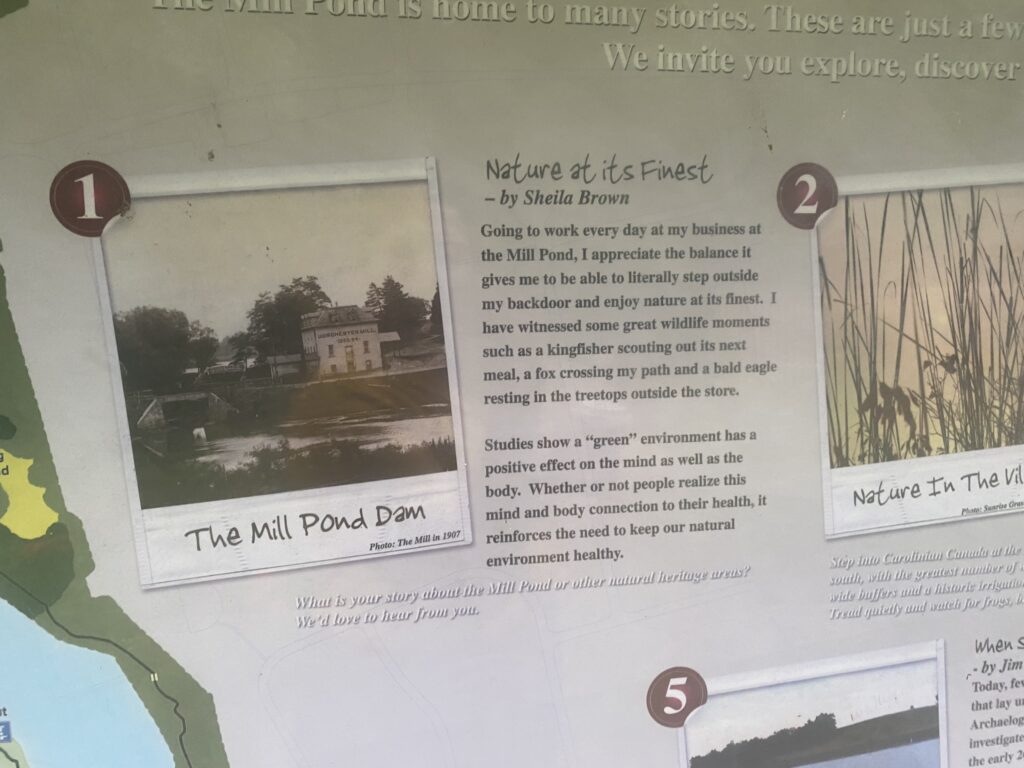 The Mill Pond is home to many stories. These are just a few
We invite you explore, discover
1
DORCHESTER MILL
The Mill Pond Dam
Photo: The Mill in 1907
Nature at its Finest
– by Sheila Brown
Going to work every day at my business at
the Mill Pond, I appreciate the balance it
gives me to be able to literally step outside
my backdoor and enjoy nature at its finest. I
have witnessed some great wildlife moments
such as a kingfisher scouting out its next
meal, a fox crossing my path and a bald eagle
resting in the treetops outside the store.
Studies show a “green” environment has a
positive effect on the mind as well as the
body. Whether or not people realize this
mind and body connection to their health, it
reinforces the need to keep our natural
environment healthy.
What is your story about the Mill Pond or other natural heritage areas?
We'd love to hear from you.
2
Nature In The Vil
Photo: Sunrise Gran
Step into Carolinian Canada at the
south, with the greatest number of
wide buffers and a historic irrigatio
Tread quietly and watch for frogs, b
5
When S
- by Jim
Today, few
that lay un
Archaeolog
investigate
the early 2